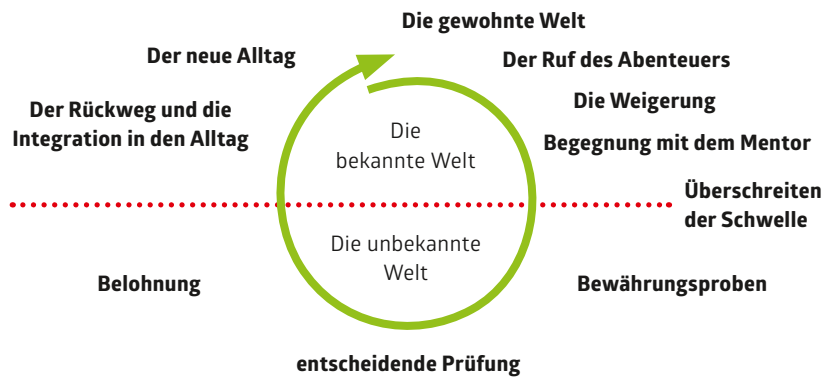 Die gewohnte Welt
Der neue Alltag
Der Ruf des Abenteuers
Die Weigerung
Der Rückweg und die
Integration in den Alltag
Die
bekannte Welt
Begegnung mit dem Mentor
Überschreiten
der Schwelle
Die unbekannte
Welt
Belohnung
Bewährungsproben
entscheidende Prüfung